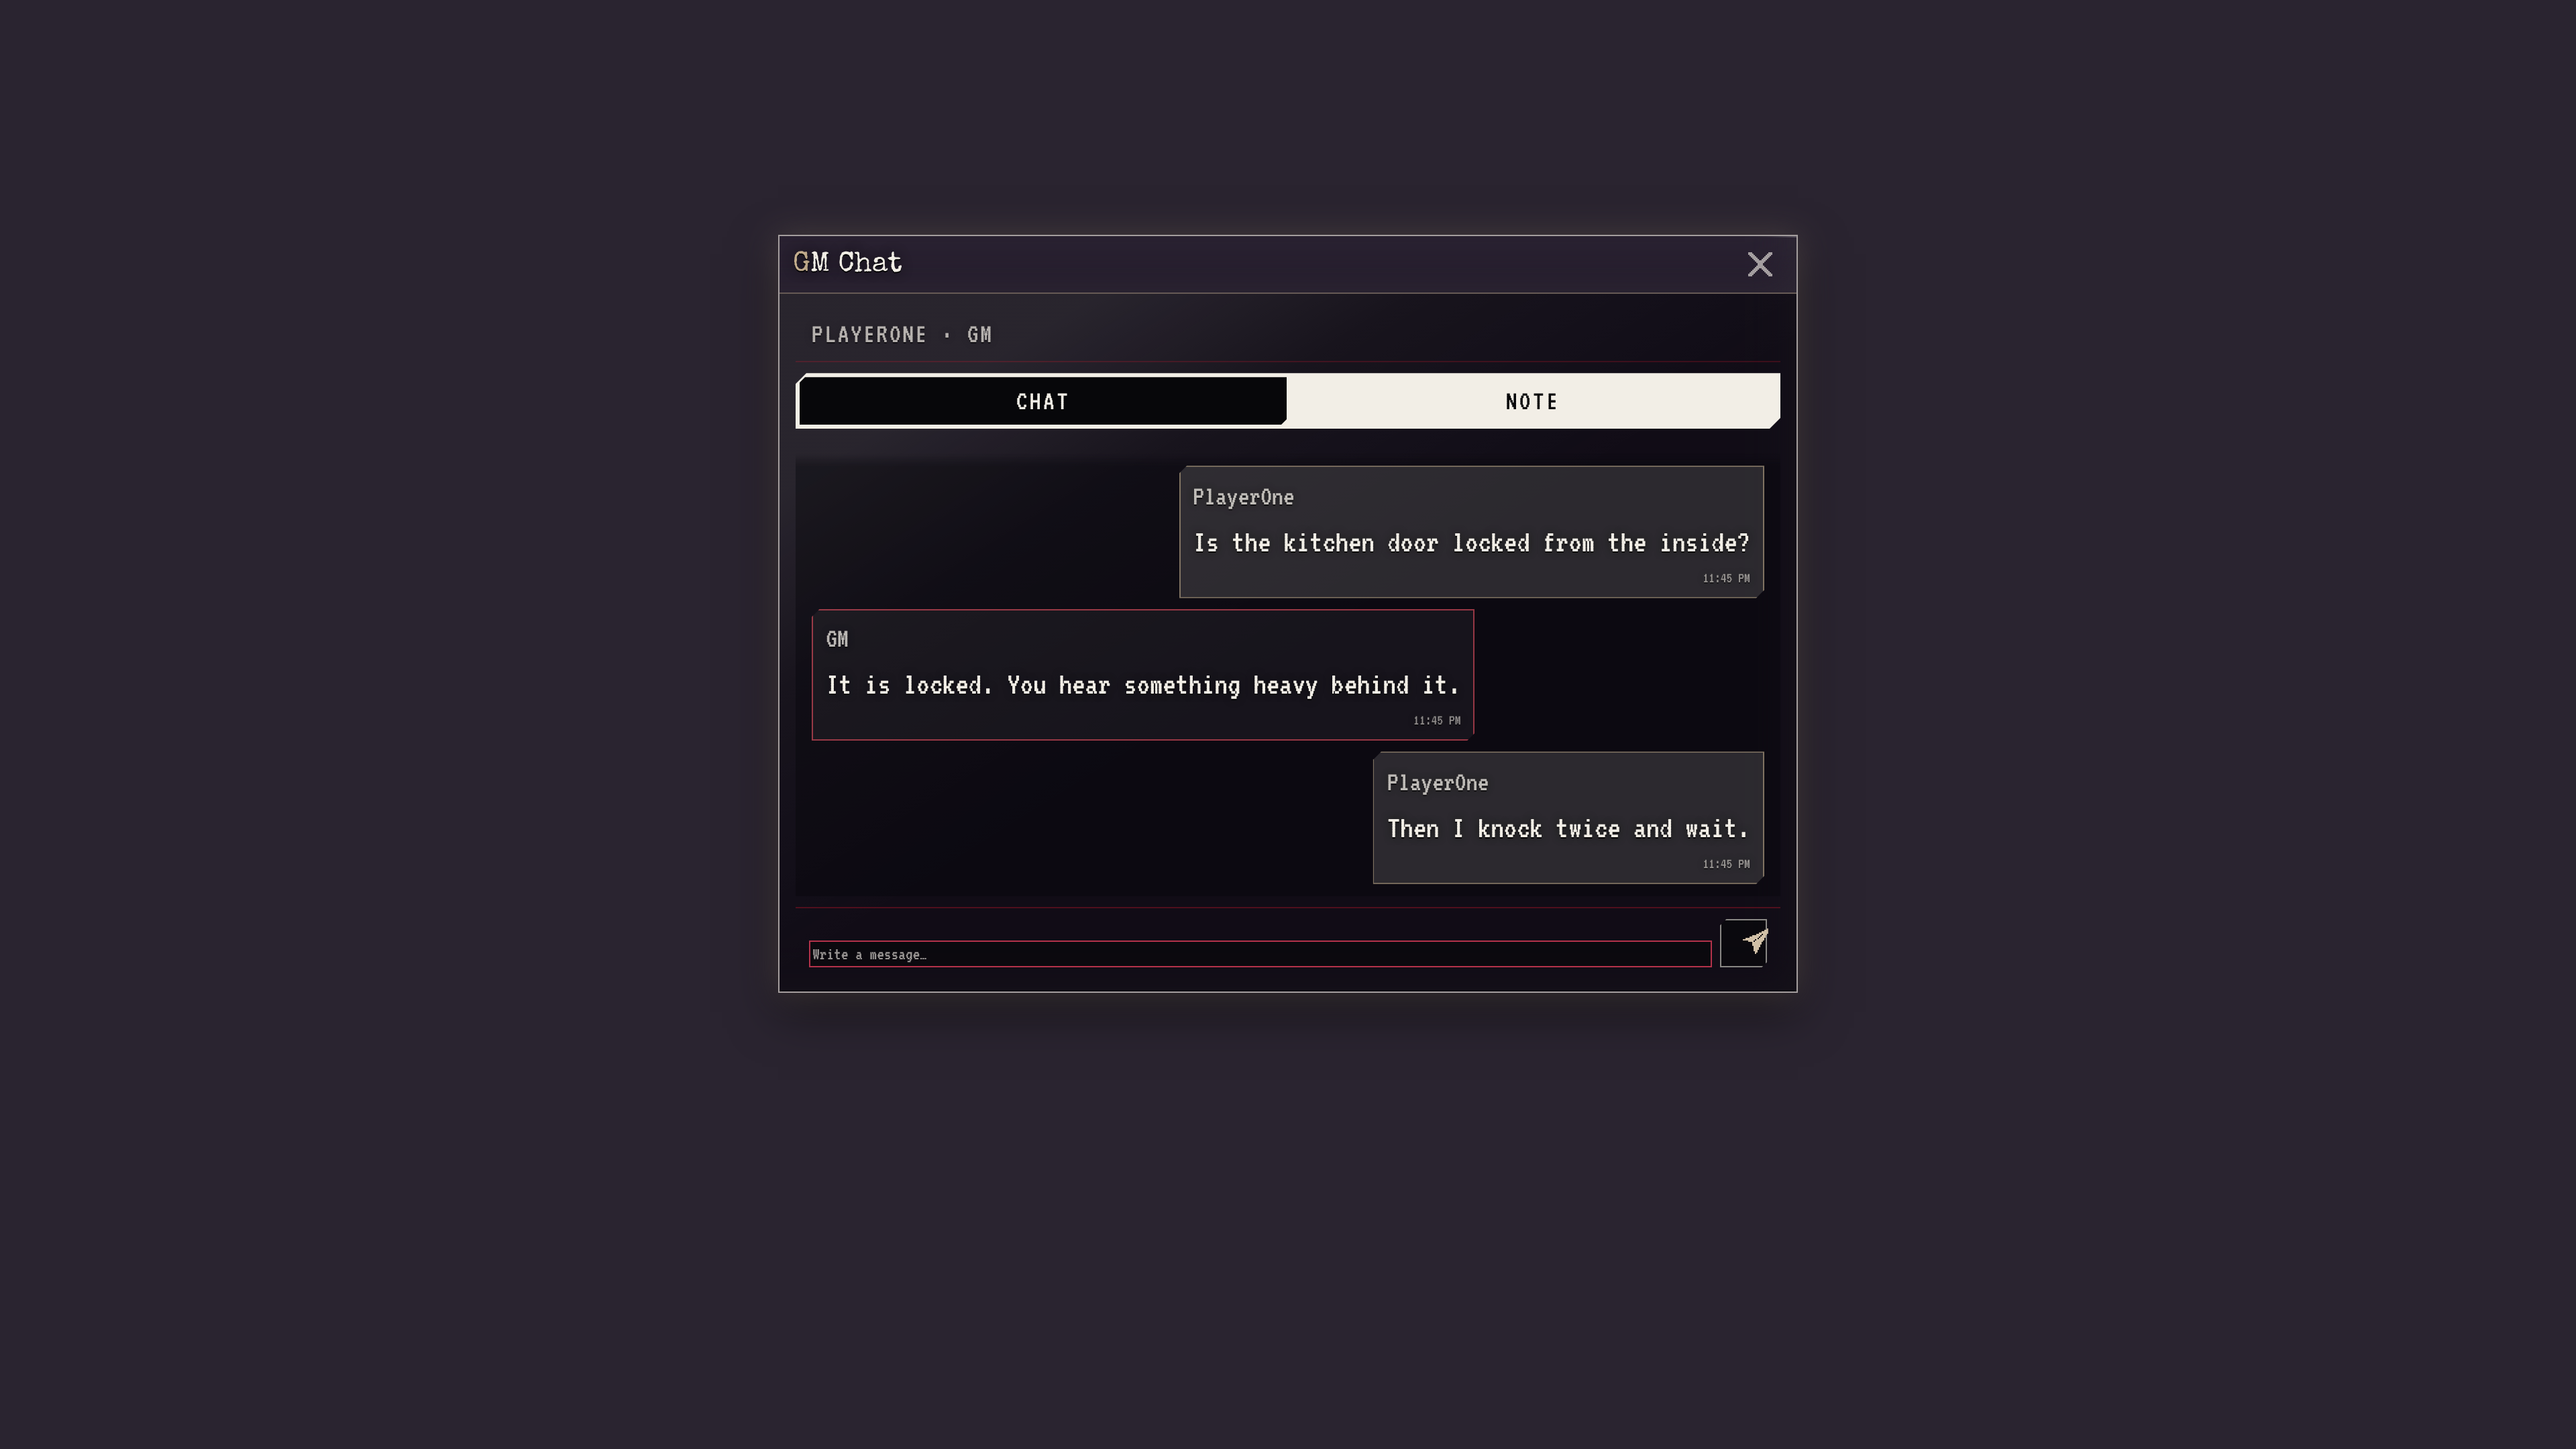 GM Chat
PLAYERONE · GM
CHAT
NOTE
PlayerOne
Is the kitchen door locked from the inside?
11:45 PM
GM
It is locked. You hear something heavy behind it.
11:45 PM
PlayerOne
Then I knock twice and wait.
11:45 PM
Write a message…